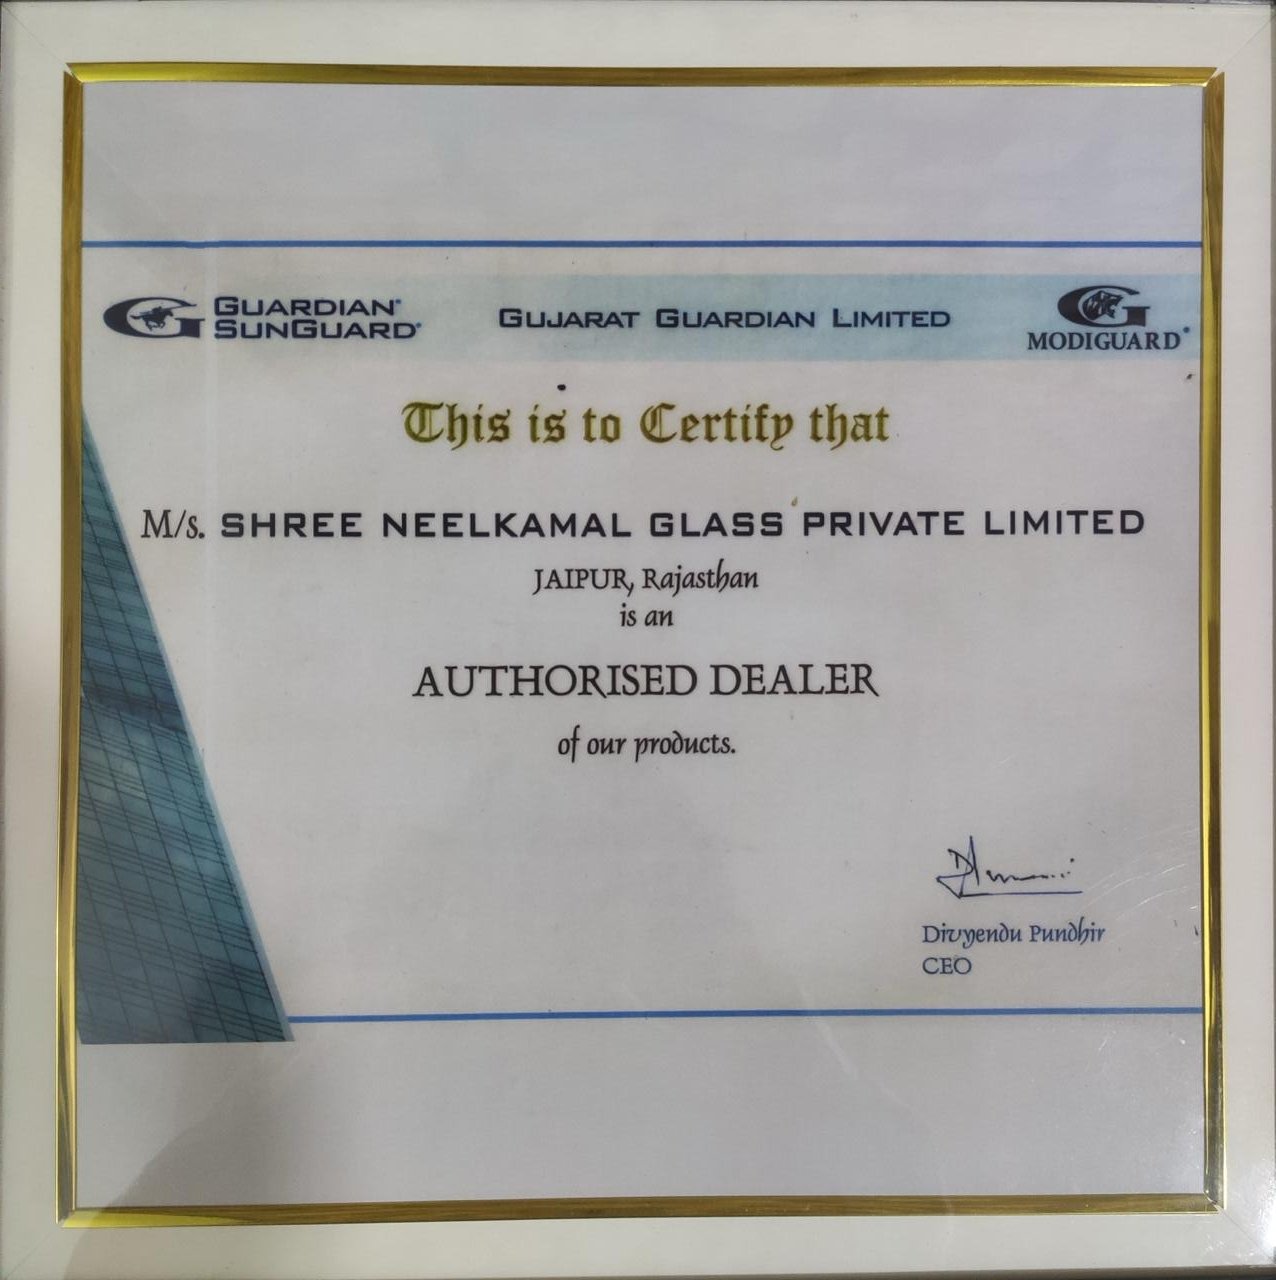 GUARDIAN®
SUNGUARD®
GUJARAT GUARDIAN LIMITED
MODIGUARD®
This is to Certify that
M/s. SHREE NEELKAMAL GLASS PRIVATE LIMITED
JAIPUR, Rajasthan
is an
AUTHORISED DEALER
of our products.
Divyendu Pundhir
CEO